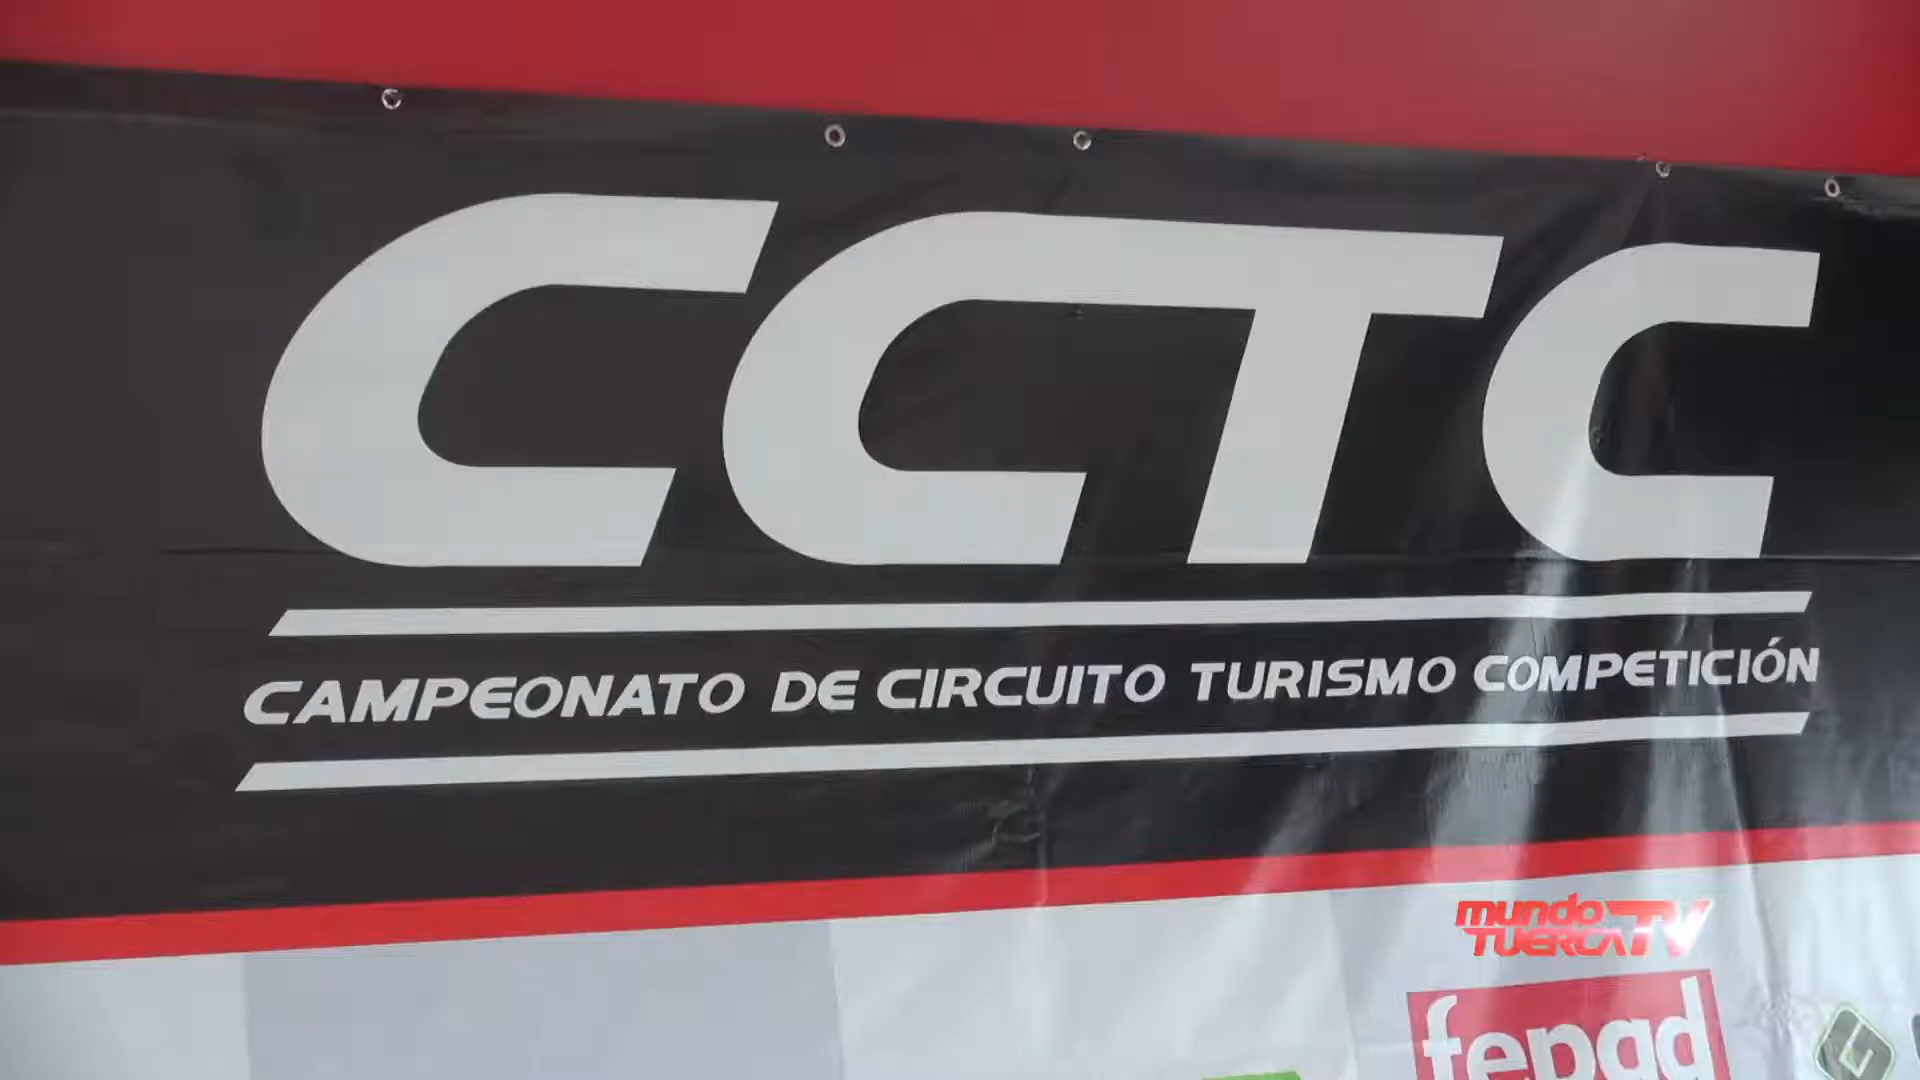 CCTC
CAMPEONATO DE CIRCUITO TURISMO COMPETICIÓN
mundo
TUERCA TV
fepad